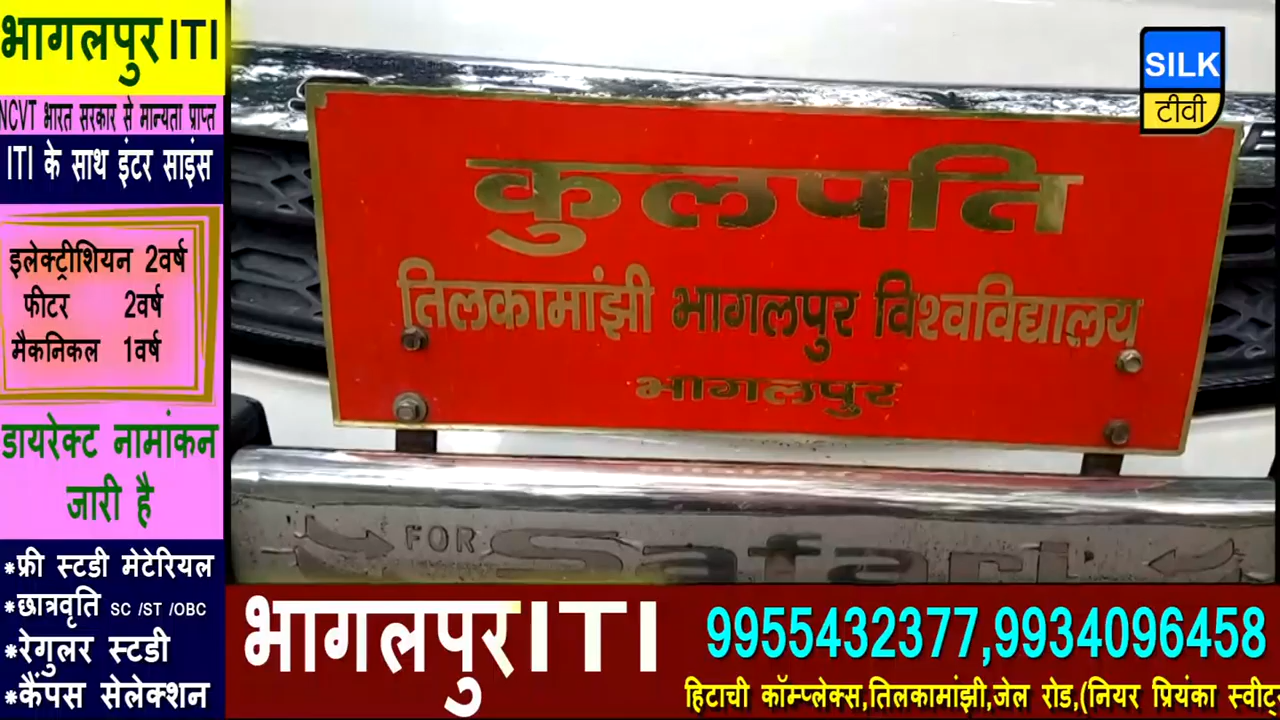 भागलपुर ITI
NCVT भारत सरकार से मान्यता प्राप्त
ITI के साथ इंटर साइंस
इलेक्ट्रीशियन 2वर्ष
फीटर 2वर्ष
मैकनिकल 1वर्ष
डायरेक्ट नामांकन
जारी है
*फ्री स्टडी मेटेरियल
*छात्रवृति SC /ST /OBC
*रेगुलर स्टडी
*कैंपस सेलेक्शन
SILK
टीवी
कुलपति
तिलकामांझी भागलपुर विश्वविद्यालय
भागलपुर
FOR Safari
भागलपुर ITI
9955432377,9934096458
हिटाची कॉम्प्लेक्स,तिलकामांझी,जेल रोड,(नियर प्रियंका स्वीट्